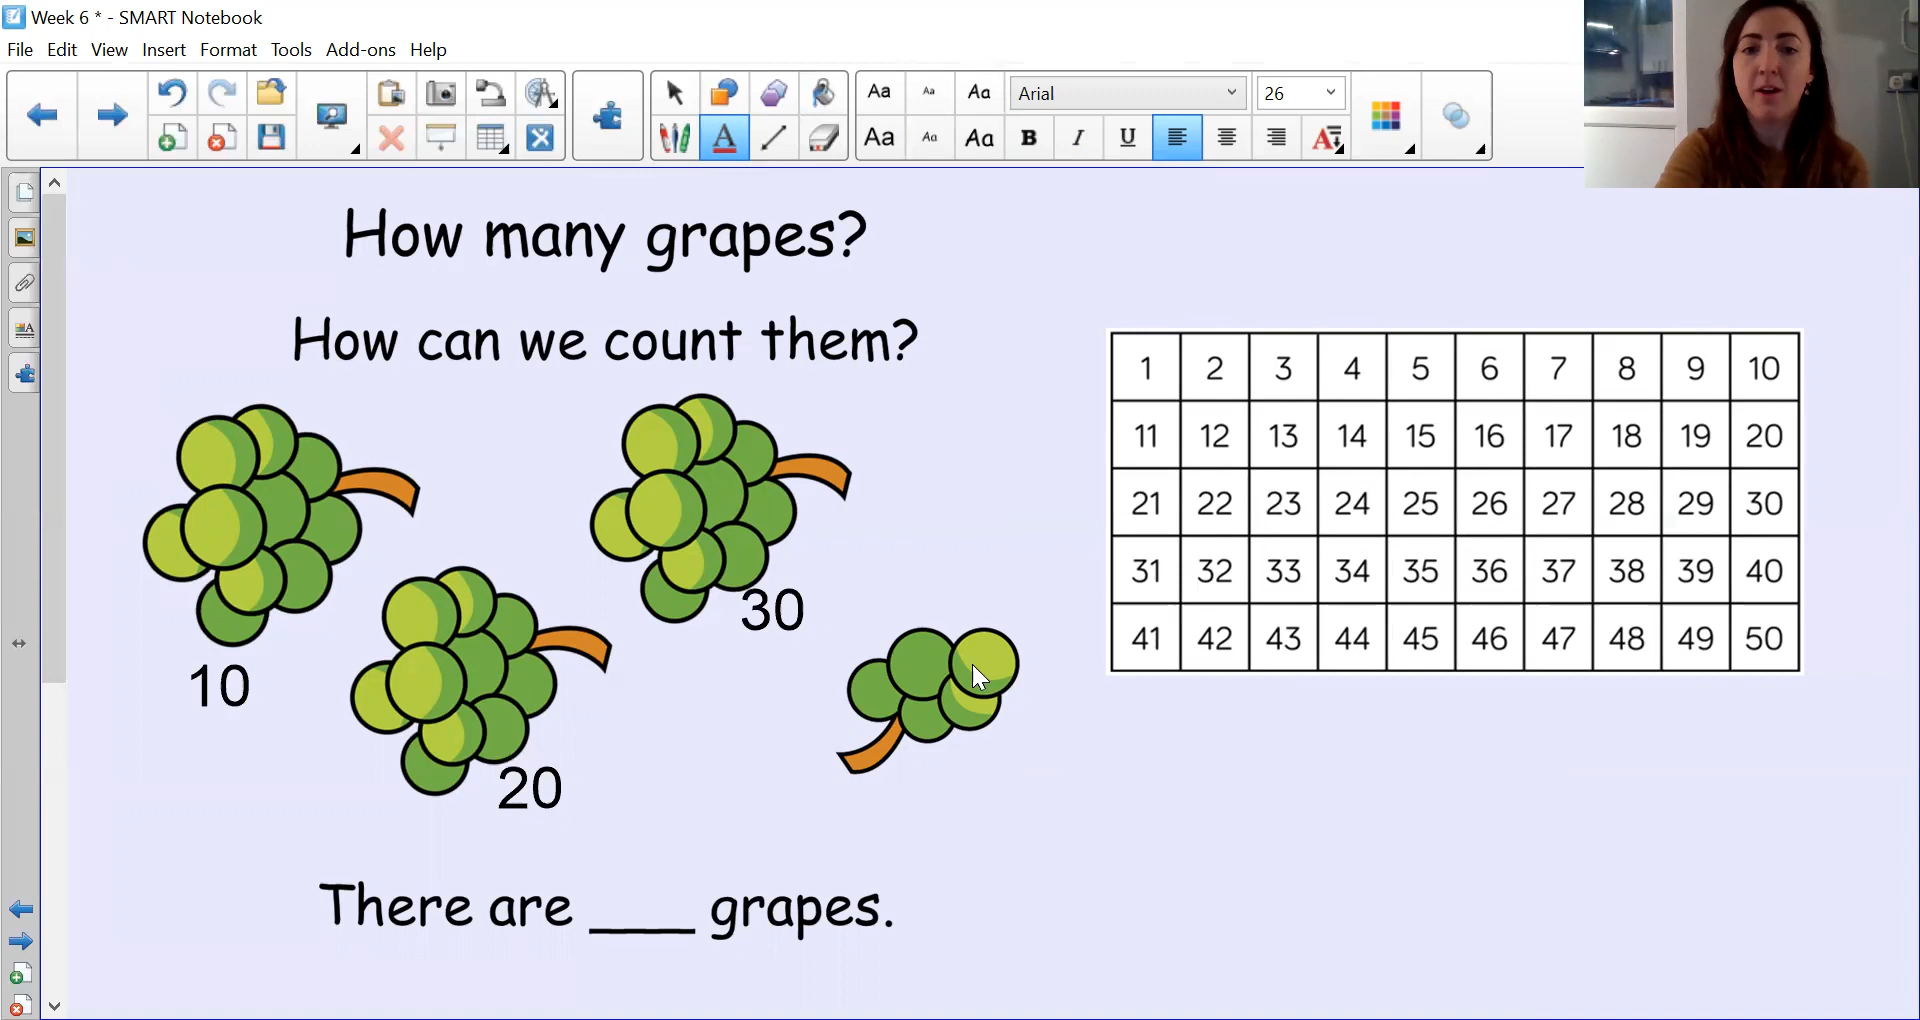 Week 6 * - SMART Notebook
File Edit View Insert Format Tools Add-ons Help
Aa Aa Aa Arial 26
Aa Aa Aa B I U A
How many grapes?
How can we count them?
10
20
30
There are ____ grapes.
1 2 3 4 5 6 7 8 9 10
11 12 13 14 15 16 17 18 19 20
21 22 23 24 25 26 27 28 29 30
31 32 33 34 35 36 37 38 39 40
41 42 43 44 45 46 47 48 49 50